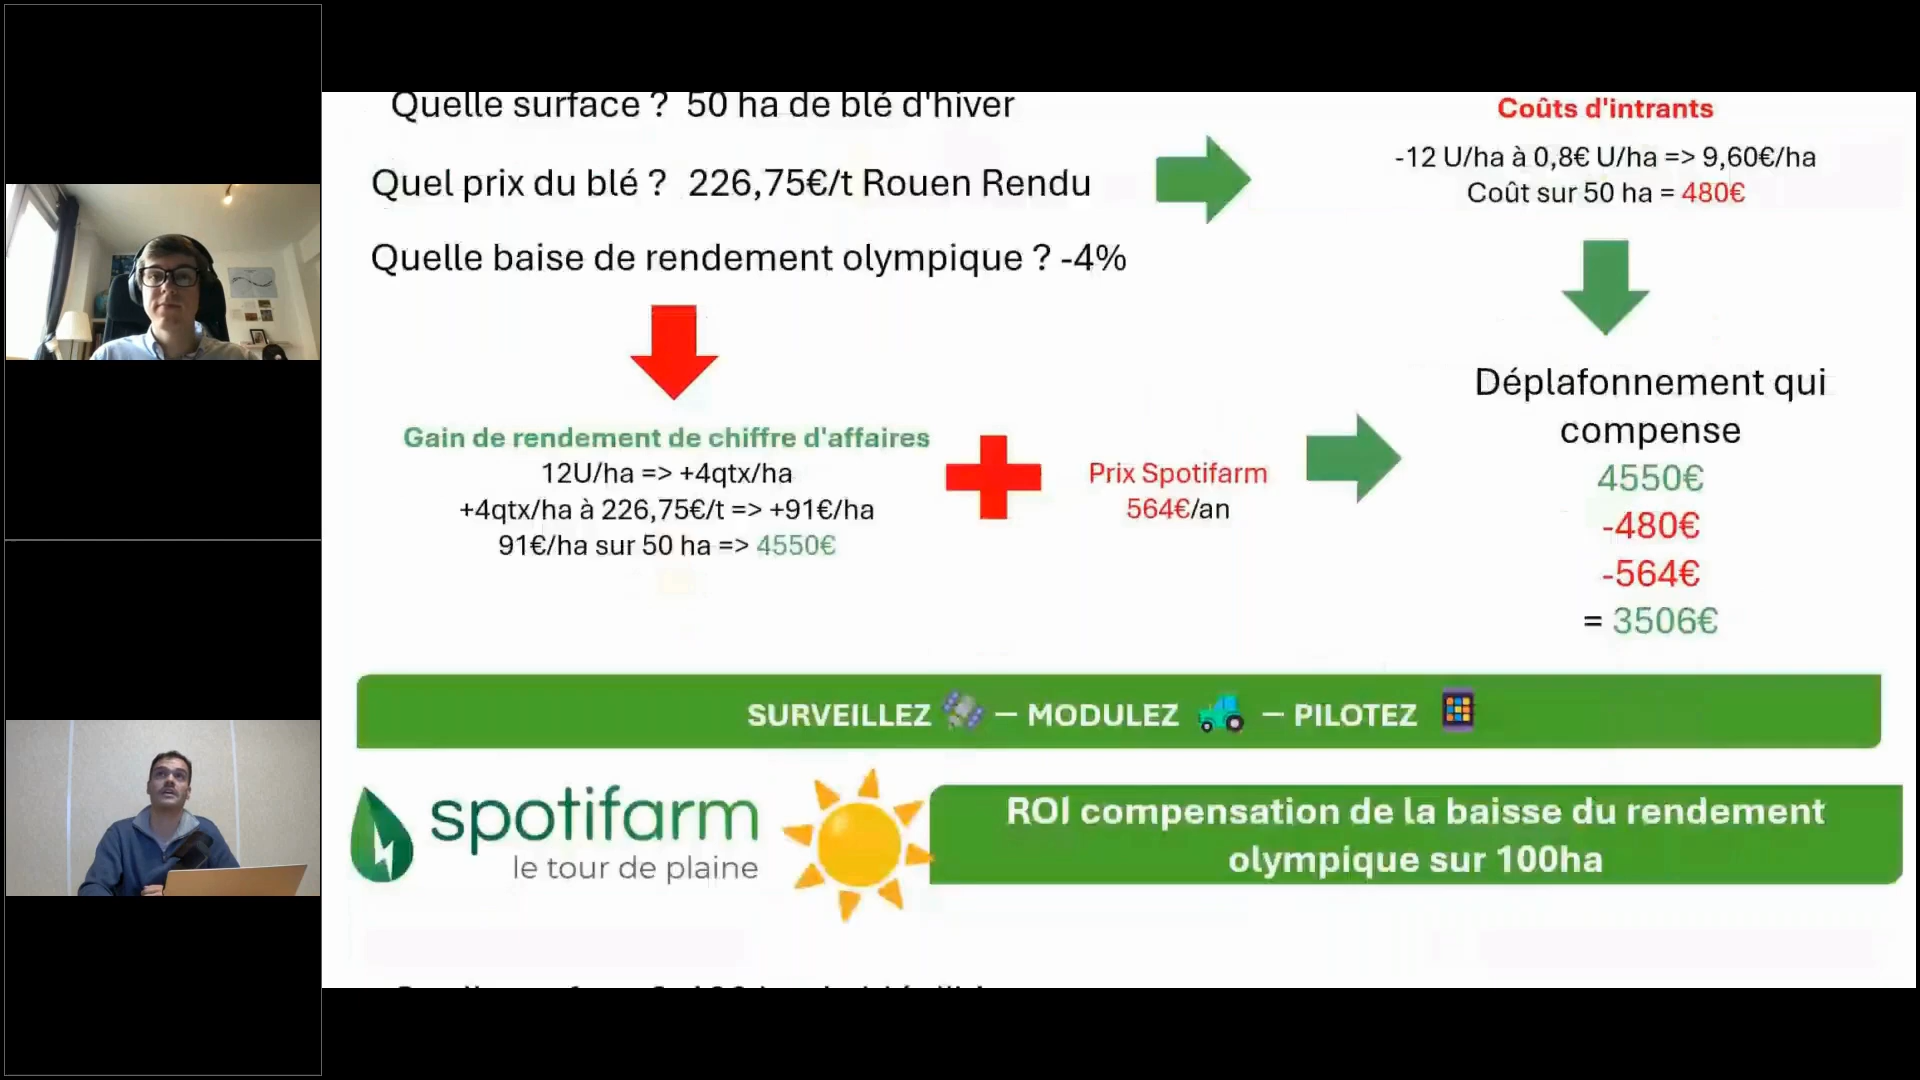 Quelle surface ? 50 ha de blé d'hiver
Quel prix du blé ? 226,75€/t Rouen Rendu
Quelle baise de rendement olympique ? -4%
Coûts d'intrants
-12 U/ha à 0,8€ U/ha => 9,60€/ha
Coût sur 50 ha = 480€
Gain de rendement de chiffre d'affaires
12U/ha => +4qtx/ha
+4qtx/ha à 226,75€/t => +91€/ha
91€/ha sur 50 ha => 4550€
Prix Spotifarm
564€/an
Déplafonnement qui
compense
4550€
-480€
-564€
= 3506€
SURVEILLEZ – MODULEZ – PILOTEZ
spotifarm
le tour de plaine
ROI compensation de la baisse du rendement
olympique sur 100ha